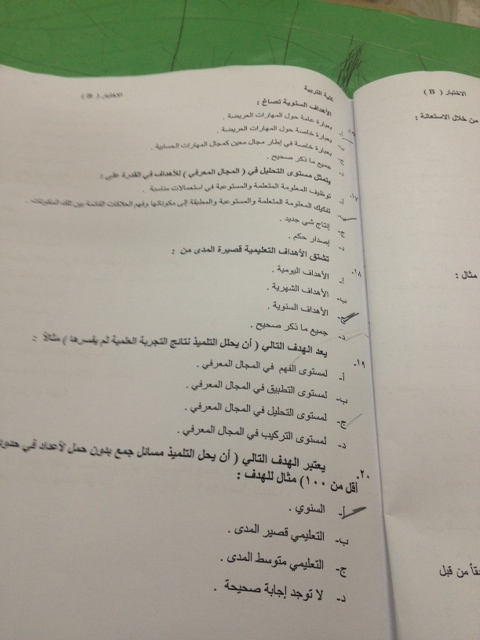 كلية التربية
الاختبار ( B )
الأهداف السنوية تصاغ :
أ- بعبارة عامة حول المهارات العريضة .
ب- بعبارة خاصة حول المهارات العريضة .
ج- بعبارة خاصة في إطار مجال معين كمجال المهارات الحسابية .
د- جميع ما ذكر صحيح .
١٧. يتمثل مستوى التحليل في ( المجال المعرفي ) للأهداف في القدرة على :
أ- توظيف المعلومة المتعلمة والمستوعبة في استعمالات مناسبة .
ب- تفكيك المعلومة المتعلمة والمستوعبة والمطبقة إلى مكوناتها وفهم العلاقات القائمة بين تلك المكونات .
ج- إنتاج شي جديد .
د- إصدار حكم .
١٨. تشتق الأهداف التعليمية قصيرة المدى من :
أ- الأهداف اليومية .
ب- الأهداف الشهرية .
ج- الأهداف السنوية .
د- جميع ما ذكر صحيح .
١٩. يعد الهدف التالي ( أن يحلل التلميذ نتائج التجربة العلمية ثم يفسرها ) مثالاً :
أ- لمستوى الفهم في المجال المعرفي .
ب- لمستوى التطبيق في المجال المعرفي .
ج- لمستوى التحليل في المجال المعرفي .
د- لمستوى التركيب في المجال المعرفي .
٢٠. يعتبر الهدف التالي ( أن يحل التلميذ مسائل جمع بدون حمل لأعداد في
أقل من ١٠٠) مثال للهدف :
أ- السنوي .
ب- التعليمي قصير المدى .
ج- التعليمي متوسط المدى .
د- لا توجد إجابة صحيحة .
الاختبار ( B )
من خلال الاستعانة :
مثال :
من قبل